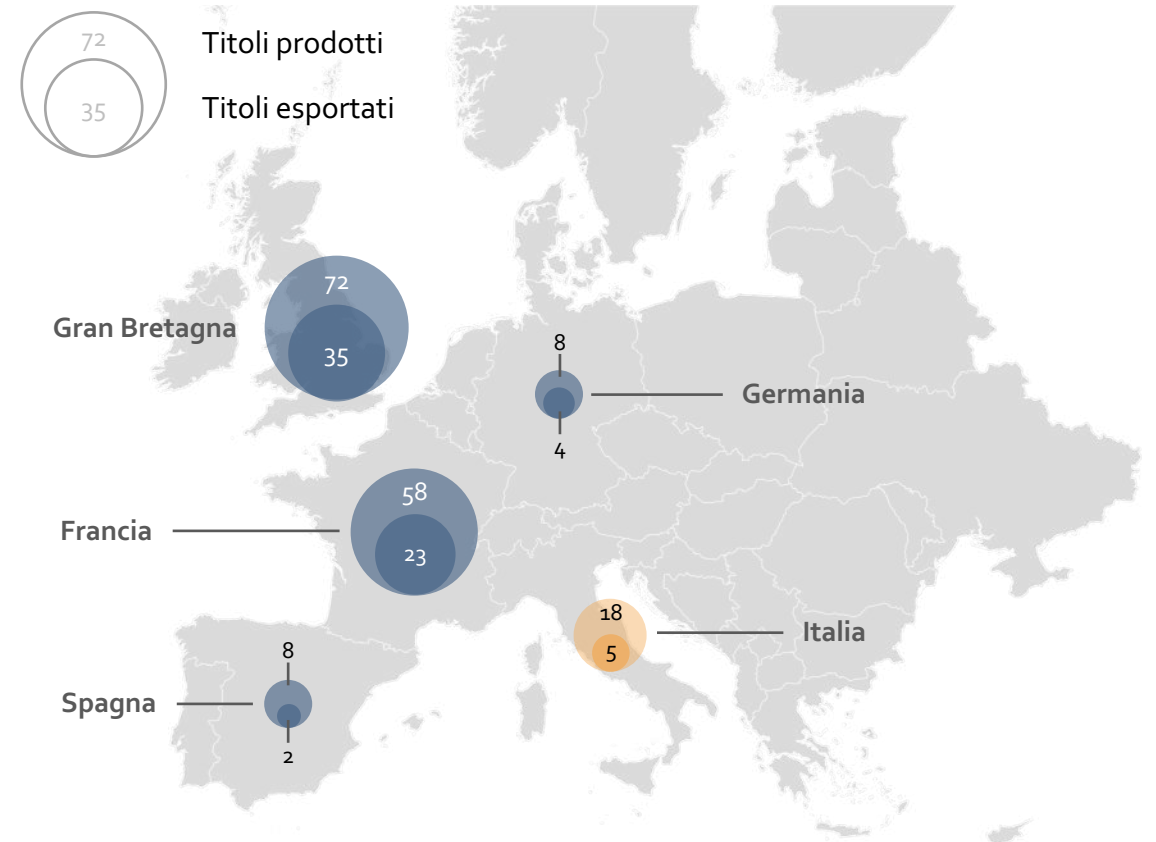 72
Titoli prodotti
35
Titoli esportati
72
Gran Bretagna
35
8
Germania
4
58
Francia
23
18
Italia
5
8
Spagna
2